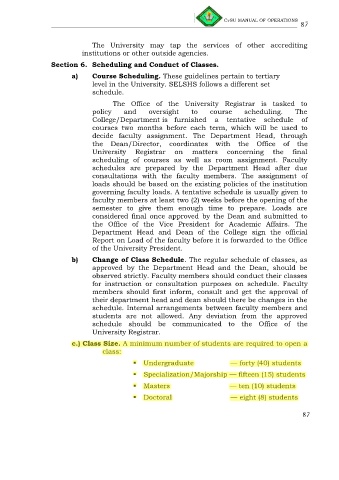 CvSU MANUAL OF OPERATIONS
87
The University may tap the services of other accrediting
institutions or other outside agencies.
Section 6. Scheduling and Conduct of Classes.
a) Course Scheduling. These guidelines pertain to tertiary
level in the University. SELSHS follows a different set
schedule.
The Office of the University Registrar is tasked to
policy and oversight to course scheduling. The
College/Department is furnished a tentative schedule of
courses two months before each term, which will be used to
decide faculty assignment. The Department Head, through
the Dean/Director, coordinates with the Office of the
University Registrar on matters concerning the final
scheduling of courses as well as room assignment. Faculty
schedules are prepared by the Department Head after due
consultations with the faculty members. The assignment of
loads should be based on the existing policies of the institution
governing faculty loads. A tentative schedule is usually given to
faculty members at least two (2) weeks before the opening of the
semester to give them enough time to prepare. Loads are
considered final once approved by the Dean and submitted to
the Office of the Vice President for Academic Affairs. The
Department Head and Dean of the College sign the official
Report on Load of the faculty before it is forwarded to the Office
of the University President.
b) Change of Class Schedule. The regular schedule of classes, as
approved by the Department Head and the Dean, should be
observed strictly. Faculty members should conduct their classes
for instruction or consultation purposes on schedule. Faculty
members should first inform, consult and get the approval of
their department head and dean should there be changes in the
schedule. Internal arrangements between faculty members and
students are not allowed. Any deviation from the approved
schedule should be communicated to the Office of the
University Registrar.
c.) Class Size. A minimum number of students are required to open a
class:
• Undergraduate — forty (40) students
• Specialization/Majorship — fifteen (15) students
• Masters — ten (10) students
• Doctoral — eight (8) students
87